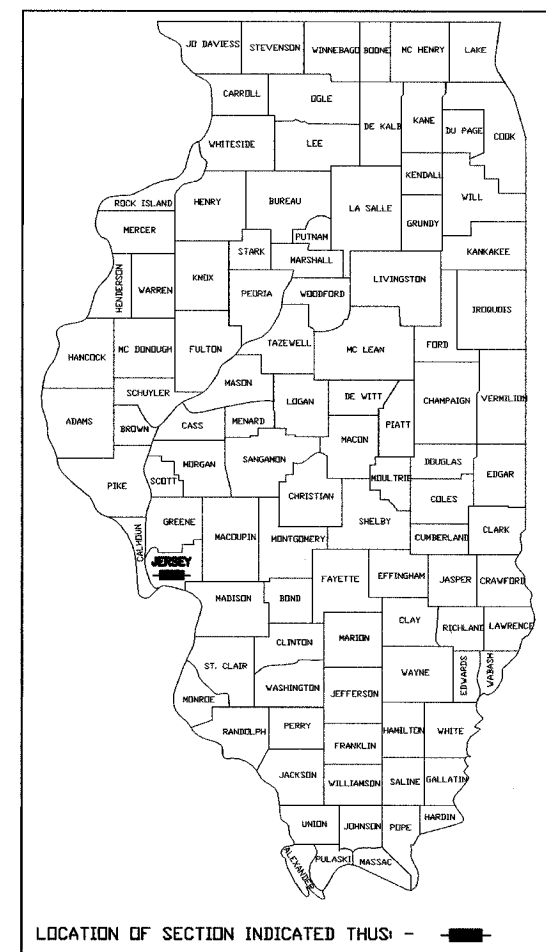 JO DAVIESS STEVENSON WINNEBAGO BOONE MC HENRY LAKE
CARROLL OGLE DE KALB KANE DU PAGE COOK
WHITESIDE LEE KENDALL WILL
ROCK ISLAND HENRY BUREAU LA SALLE GRUNDY
MERCER PUTNAM KANKAKEE
HENDERSON WARREN KNOX STARK MARSHALL LIVINGSTON
PEORIA WOODFORD IROQUOIS
HANCOCK MC DONOUGH FULTON TAZEWELL MC LEAN FORD
MASON
SCHUYLER LOGAN DE WITT CHAMPAIGN VERMILION
ADAMS BROWN CASS MENARD MACON PIATT
MORGAN SANGAMON DOUGLAS
PIKE SCOTT CHRISTIAN MOULTRIE COLES EDGAR
CALHOUN GREENE MACOUPIN MONTGOMERY SHELBY CUMBERLAND CLARK
JERSEY FAYETTE EFFINGHAM JASPER CRAWFORD
MADISON BOND
CLAY RICHLAND LAWRENCE
CLINTON MARION
ST. CLAIR WAYNE EDWARDS WABASH
WASHINGTON JEFFERSON
MONROE
RANDOLPH PERRY HAMILTON WHITE
FRANKLIN
JACKSON WILLIAMSON SALINE GALLATIN
HARDIN
UNION JOHNSON POPE
ALEXANDER PULASKI MASSAC
LOCATION OF SECTION INDICATED THUS: -